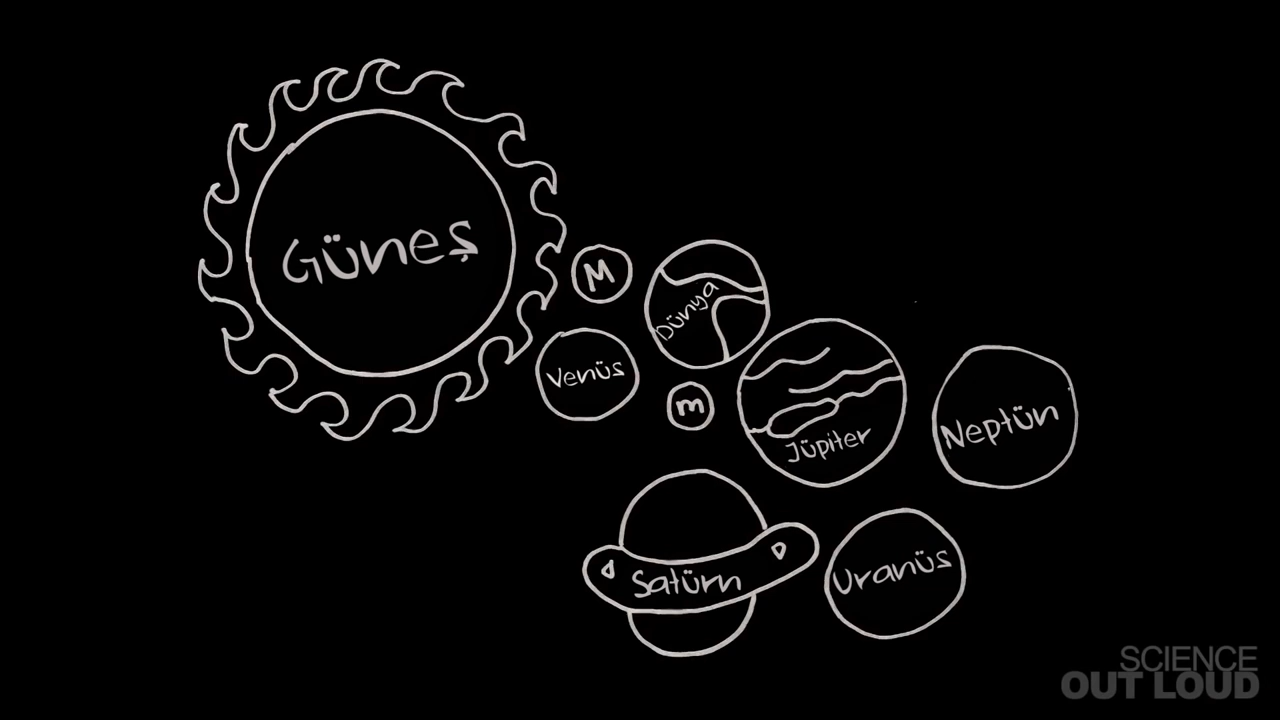 Güneş
M
Venüs
Dünya
m
Jüpiter
Satürn
Uranüs
Neptün
SCIENCE
OUT LOUD